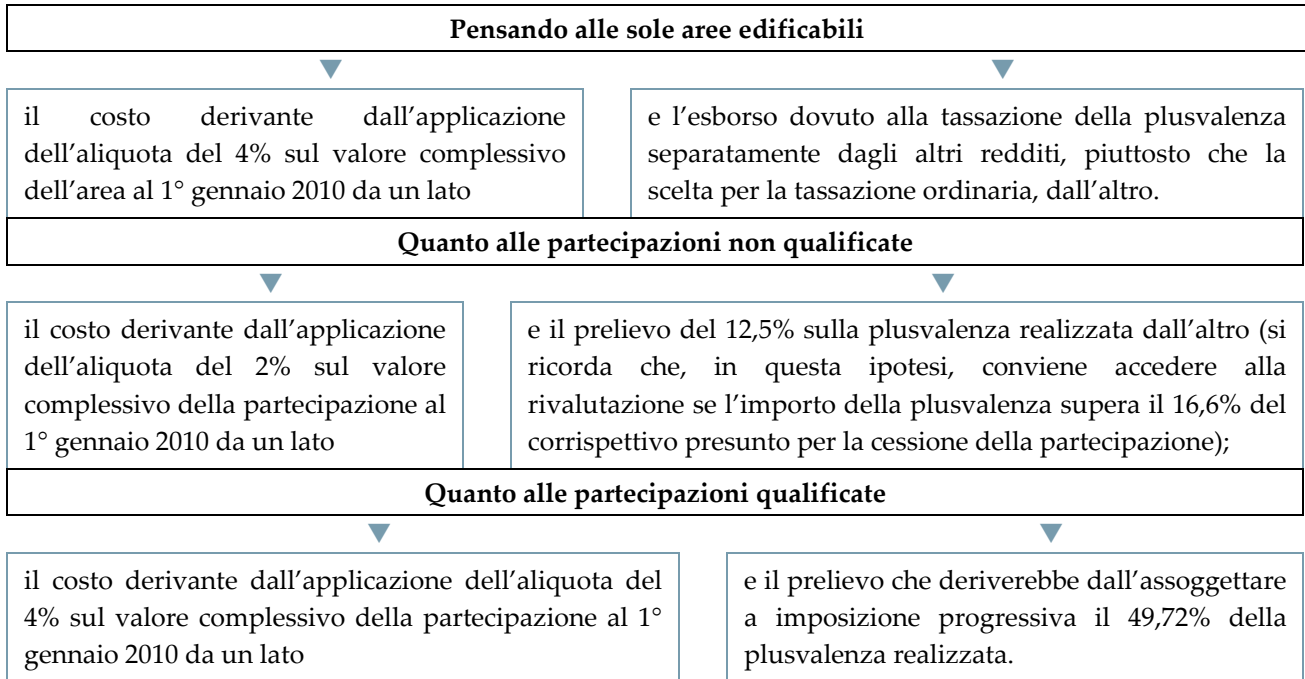 Pensando alle sole aree edificabili
il costo derivante dall'applicazione
dell'aliquota del 4% sul valore complessivo
dell'area al 1° gennaio 2010 da un lato
e l'esborso dovuto alla tassazione della plusvalenza
separatamente dagli altri redditi, piuttosto che la
scelta per la tassazione ordinaria, dall'altro.
Quanto alle partecipazioni non qualificate
il costo derivante dall'applicazione
dell'aliquota del 2% sul valore
complessivo della partecipazione al
1° gennaio 2010 da un lato
e il prelievo del 12,5% sulla plusvalenza realizzata dall'altro (si
ricorda che, in questa ipotesi, conviene accedere alla
rivalutazione se l'importo della plusvalenza supera il 16,6% del
corrispettivo presunto per la cessione della partecipazione);
Quanto alle partecipazioni qualificate
il costo derivante dall'applicazione dell'aliquota del
4% sul valore complessivo della partecipazione al 1°
gennaio 2010 da un lato
e il prelievo che deriverebbe dall'assoggettare
a imposizione progressiva il 49,72% della
plusvalenza realizzata.